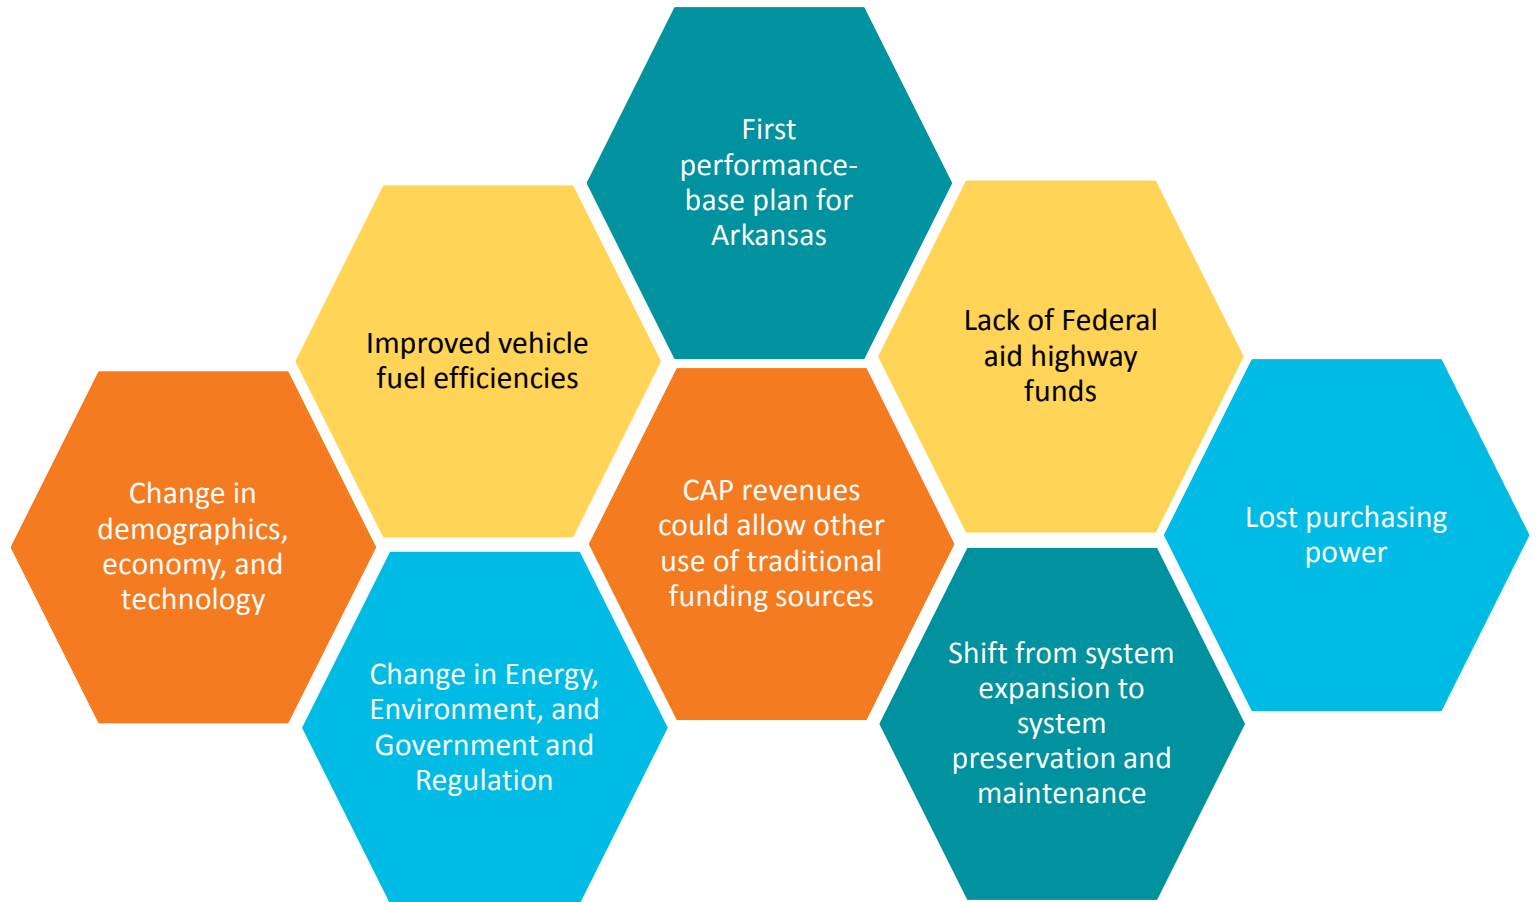 First
performance-
base plan for
Arkansas
Improved vehicle
fuel efficiencies
Lack of Federal
aid highway
funds
Change in
demographics,
economy, and
technology
CAP revenues
could allow other
use of traditional
funding sources
Lost purchasing
power
Change in Energy,
Environment, and
Government and
Regulation
Shift from system
expansion to
system
preservation and
maintenance